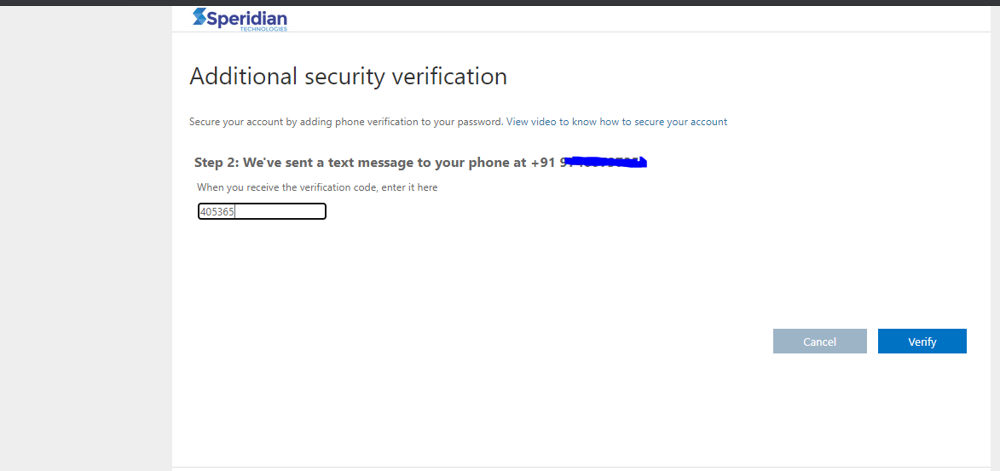 Speridian
TECHNOLOGIES
Additional security verification
Secure your account by adding phone verification to your password. View video to know how to secure your account
Step 2: We've sent a text message to your phone at +91
When you receive the verification code, enter it here
405365
Cancel Verify